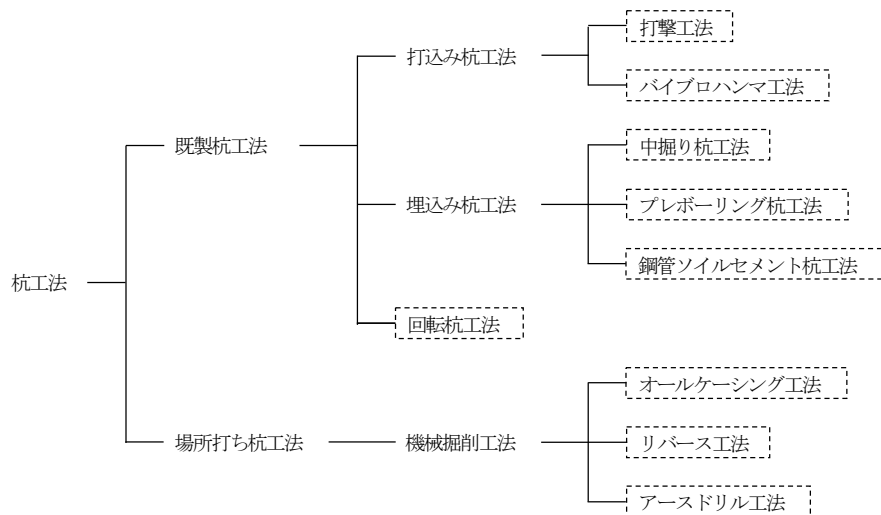 打撃工法
打込み杭工法
バイブロハンマ工法
既製杭工法
中掘り杭工法
埋込み杭工法
プレボーリング杭工法
鋼管ソイルセメント杭工法
杭工法
回転杭工法
オールケーシング工法
場所打ち杭工法
機械掘削工法
リバース工法
アースドリル工法